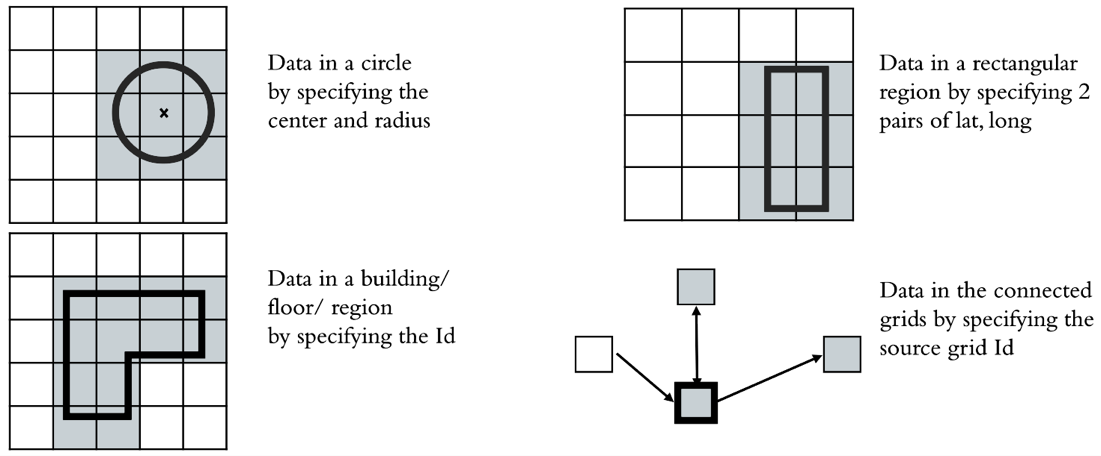 Data in a circle
by specifying the
center and radius
Data in a rectangular
region by specifying 2
pairs of lat, long
Data in a building/
floor/ region
by specifying the Id
Data in the connected
grids by specifying the
source grid Id